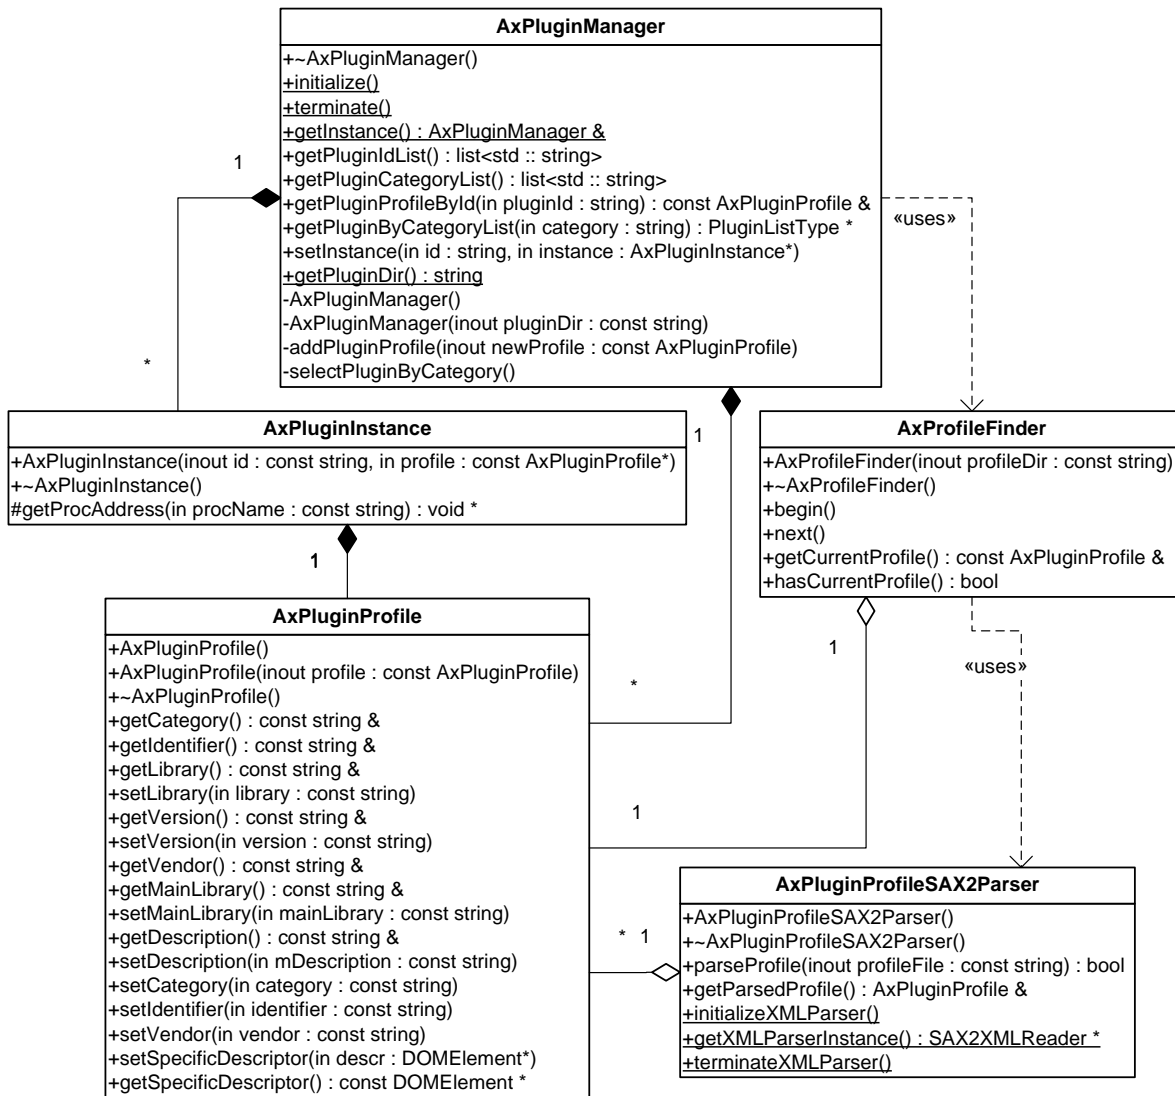 AxPluginManager
+~AxPluginManager()
+initialize()
+terminate()
+getInstance() : AxPluginManager &
+getPluginIdList() : list<std :: string>
+getPluginCategoryList() : list<std :: string>
+getPluginProfileById(in pluginId : string) : const AxPluginProfile &
+getPluginByCategoryList(in category : string) : PluginListType *
+setInstance(in id : string, in instance : AxPluginInstance*)
+getPluginDir() : string
-AxPluginManager()
-AxPluginManager(inout pluginDir : const string)
-addPluginProfile(inout newProfile : const AxPluginProfile)
-selectPluginByCategory()
1
*
«uses»
1
*
AxPluginInstance
+AxPluginInstance(inout id : const string, in profile : const AxPluginProfile*)
+~AxPluginInstance()
#getProcAddress(in procName : const string) : void *
1
AxProfileFinder
+AxProfileFinder(inout profileDir : const string)
+~AxProfileFinder()
+begin()
+next()
+getCurrentProfile() : const AxPluginProfile &
+hasCurrentProfile() : bool
1
1
«uses»
AxPluginProfile
+AxPluginProfile()
+AxPluginProfile(inout profile : const AxPluginProfile)
+~AxPluginProfile()
+getCategory() : const string &
+getIdentifier() : const string &
+getLibrary() : const string &
+setLibrary(in library : const string)
+getVersion() : const string &
+setVersion(in version : const string)
+getVendor() : const string &
+getMainLibrary() : const string &
+setMainLibrary(in mainLibrary : const string)
+getDescription() : const string &
+setDescription(in mDescription : const string)
+setCategory(in category : const string)
+setIdentifier(in identifier : const string)
+setVendor(in vendor : const string)
+setSpecificDescriptor(in descr : DOMElement*)
+getSpecificDescriptor() : const DOMElement *
* 1
AxPluginProfileSAX2Parser
+AxPluginProfileSAX2Parser()
+~AxPluginProfileSAX2Parser()
+parseProfile(inout profileFile : const string) : bool
+getParsedProfile() : AxPluginProfile &
+initializeXMLParser()
+getXMLParserInstance() : SAX2XMLReader *
+terminateXMLParser()